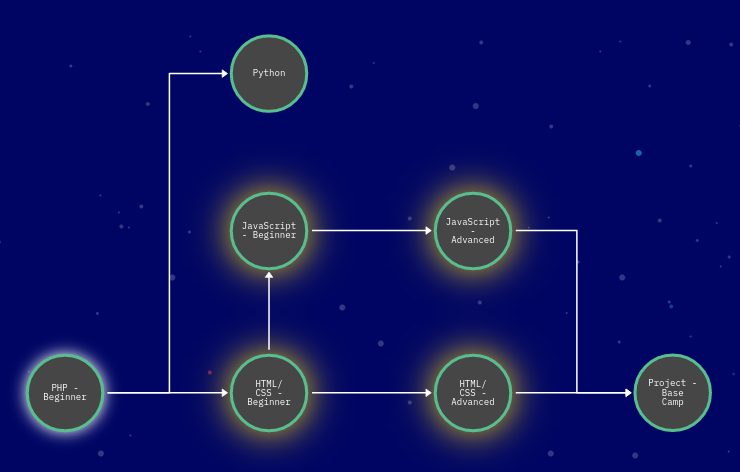 Python
JavaScript
- Beginner
JavaScript
-
Advanced
PHP -
Beginner
HTML/
CSS -
Beginner
HTML/
CSS -
Advanced
Project -
Base
Camp